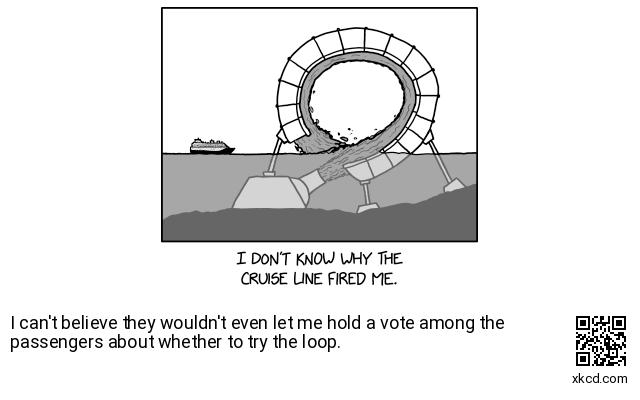 I DON'T KNOW WHY THE
CRUISE LINE FIRED ME.
I can't believe they wouldn't even let me hold a vote among the
passengers about whether to try the loop.
xkcd.com